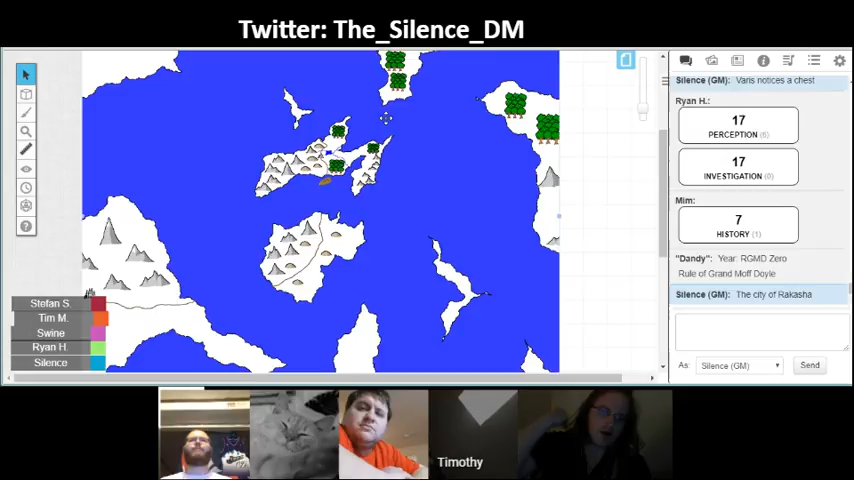 Twitter: The_Silence_DM
Silence (GM): Varis notices a chest
Ryan H.:
17
PERCEPTION (6)
17
INVESTIGATION (0)
Mim:
7
HISTORY (1)
"Dandy": Year: RGMD Zero
Rule of Grand Moff Doyle
Silence (GM): The city of Rakasha
As: Silence (GM) Send
Stefan S.
Tim M.
Swine
Ryan H.
Silence
Timothy